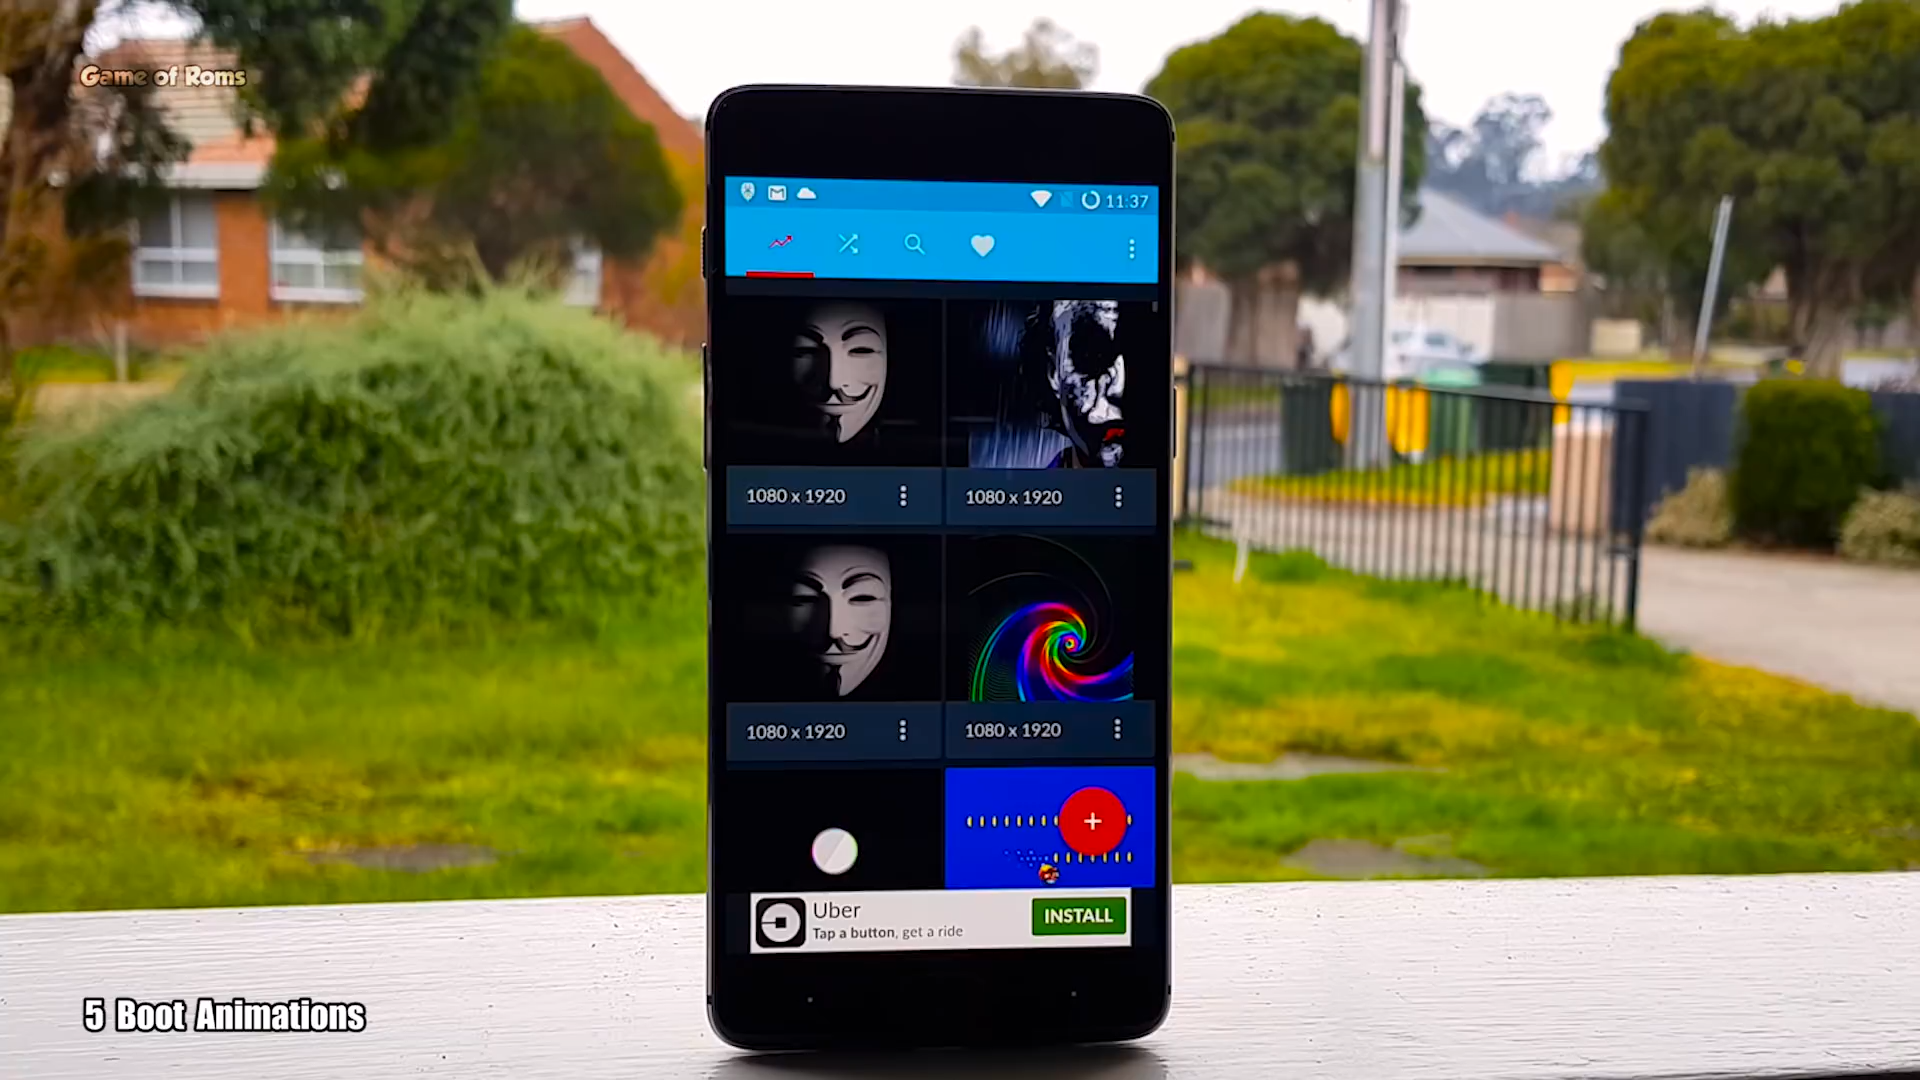 Game of Roms
11:37
1080 x 1920
1080 x 1920
1080 x 1920
1080 x 1920
Uber
Tap a button, get a ride
INSTALL
5 Boot Animations